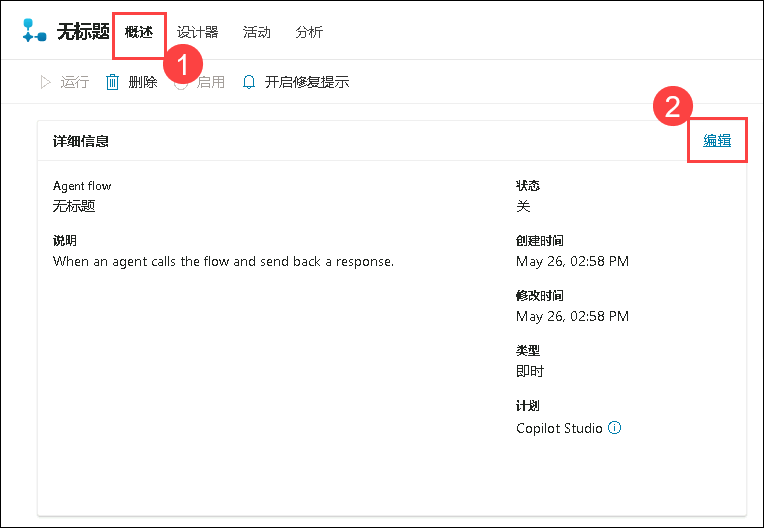 无标题 概述 设计器 活动 分析
1
运行 删除 启用 开启修复提示
2
详细信息 编辑
Agent flow
无标题
说明
When an agent calls the flow and send back a response.
状态
关
创建时间
May 26, 02:58 PM
修改时间
May 26, 02:58 PM
类型
即时
计划
Copilot Studio